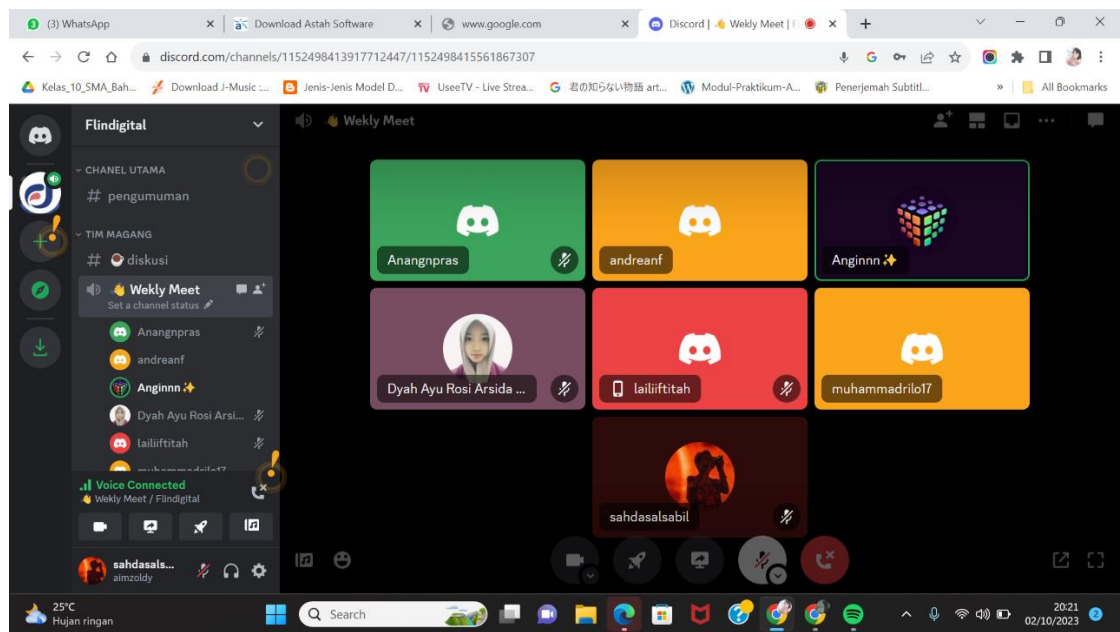 (3) WhatsApp
Download Astah Software
www.google.com
Discord | 👋 Wekly Meet | F
discord.com/channels/1152498413917712447/1152498415561867307
Kelas_10_SMA_Bah...
Download J-Music :...
Jenis-Jenis Model D...
UseeTV - Live Strea...
君の知らない物語 art...
Modul-Praktikum-A...
Penerjemah Subtitl...
»
All Bookmarks
Flindigital
CHANEL UTAMA
# pengumuman
TIM MAGANG
# diskusi
Wekly Meet
Set a channel status
Anangnpras
andreanf
Anginnn✨
Dyah Ayu Rosi Arsi...
lailiiftitah
muhammadrilo17
Voice Connected
👋 Wekly Meet / Flindigital
sahdasals...
aimzoldy
👋 Wekly Meet
Anangnpras
andreanf
Anginnn✨
Dyah Ayu Rosi Arsida ...
lailiiftitah
muhammadrilo17
sahdasalsabil
25°C
Hujan ringan
Search
20:21
02/10/2023
2